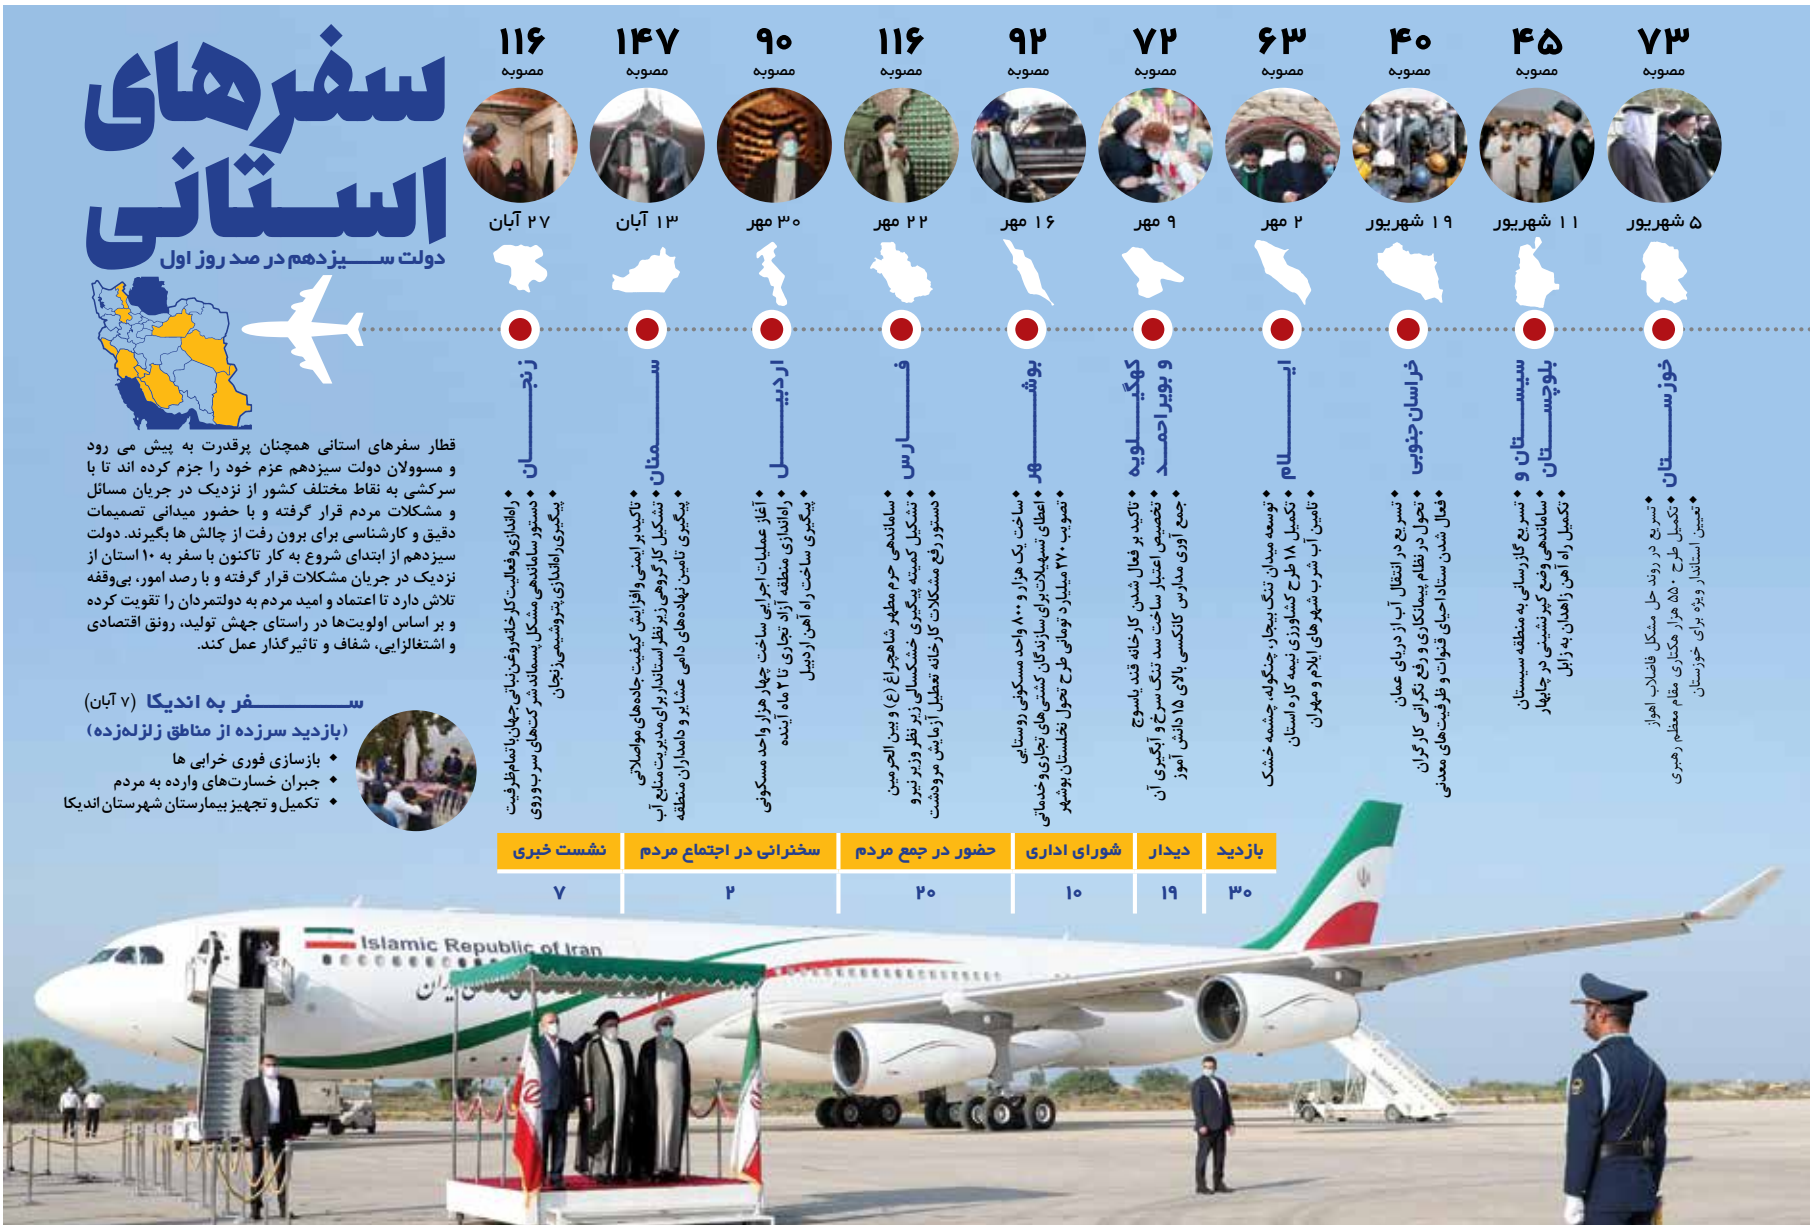 سفرهای
استانی
دولت سیزدهم در صد روز اول
۷۳
مصوبه
۵ شهریور
خوزستان
تعیین استاندار ویژه برای خوزستان
تکمیل طرح ۵۵۰ هزار هکتاری مقام معظم رهبری
تسریع در روند حل مشکل فاضلاب اهواز
۴۵
مصوبه
۱۱ شهریور
سیستان و
بلوچستان
تسریع گازرسانی به منطقه سیستان
ساماندهی وضع کپرنشینی در چابهار
تکمیل راه آهن زاهدان به زابل
۴۰
مصوبه
۱۹ شهریور
خراسان جنوبی
تسریع در انتقال آب از دریای عمان
تحول در نظام پیمانکاری و رفع نگرانی کارگران
فعال شدن ستاد احیای قنوات و ظرفیت‌های معدنی
۶۳
مصوبه
۲ مهر
ایلام
توسعه میدان تنگ بیجار، چنگوله، چشمه خشک
تکمیل ۱۸ طرح کشاورزی نیمه کاره استان
تامین آب شرب شهرهای ایلام و مهران
۷۲
مصوبه
۹ مهر
کهگیلویه
و بویراحمد
تاکید بر فعال شدن کارخانه قند یاسوج
تخصیص اعتبار ساخت سد تنگ سرخ و آبگیری آن
جمع آوری مدارس کانکسی بالای ۱۵ دانش آموز
۹۲
مصوبه
۱۶ مهر
بوشهر
ساخت یک هزار و ۸۰۰ واحد مسکونی روستایی
اعطای تسهیلات برای سازندگان کشتی‌های تجاری و خدماتی
تصویب ۲۷۰ میلیارد تومانی طرح تحول نخلستان بوشهر
۱۱۶
مصوبه
۲۲ مهر
فارس
ساماندهی حرم مطهر شاهچراغ (ع) و بین الحرمین
تشکیل کمیته پیگیری خشکسالی زیر نظر وزیر نیرو
دستور رفع مشکلات کارخانه تعطیل آزمایش مرودشت
۹۰
مصوبه
۳۰ مهر
اردبیل
آغاز عملیات اجرایی ساخت چهار هزار واحد مسکونی
راه‌اندازی منطقه آزاد تجاری تا ۲ ماه آینده
پیگیری ساخت راه آهن اردبیل
۱۴۷
مصوبه
۱۳ آبان
سمنان
تاکید بر ایمنی و افزایش کیفیت جاده‌های مواصلاتی
تشکیل کارگروهی زیر نظر استاندار برای مدیریت منابع آب
پیگیری تامین نهاده‌های دامی عشایر و دامداران منطقه
۱۱۶
مصوبه
۲۷ آبان
زنجان
راه‌اندازی و فعالیت کارخانه روغن نباتی جهان با تمام ظرفیت
دستور ساماندهی مشکل پسماند شرکت‌های سرب و روی
پیگیری راه‌اندازی پتروشیمی زنجان
قطار سفرهای استانی همچنان پرقدرت به پیش می رود
و مسوولان دولت سیزدهم عزم خود را جزم کرده اند تا با
سرکشی به نقاط مختلف کشور از نزدیک در جریان مسائل
و مشکلات مردم قرار گرفته و با حضور میدانی تصمیمات
دقیق و کارشناسی برای برون رفت از چالش ها بگیرند. دولت
سیزدهم از ابتدای شروع به کار تاکنون با سفر به ۱۰ استان از
نزدیک در جریان مشکلات قرار گرفته و با رصد امور، بی‌وقفه
تلاش دارد تا اعتماد و امید مردم به دولتمردان را تقویت کرده
و بر اساس اولویت‌ها در راستای جهش تولید، رونق اقتصادی
و اشتغالزایی، شفاف و تاثیرگذار عمل کند.
سفر به اندیکا (۷ آبان)
(بازدید سرزده از مناطق زلزله‌زده)
بازسازی فوری خرابی ها
جبران خسارت‌های وارده به مردم
تکمیل و تجهیز بیمارستان شهرستان اندیکا
بازدید
۳۰
دیدار
۱۹
شورای اداری
۱۰
حضور در جمع مردم
۲۰
سخنرانی در اجتماع مردم
۲
نشست خبری
۷
Islamic Republic of Iran
ایران